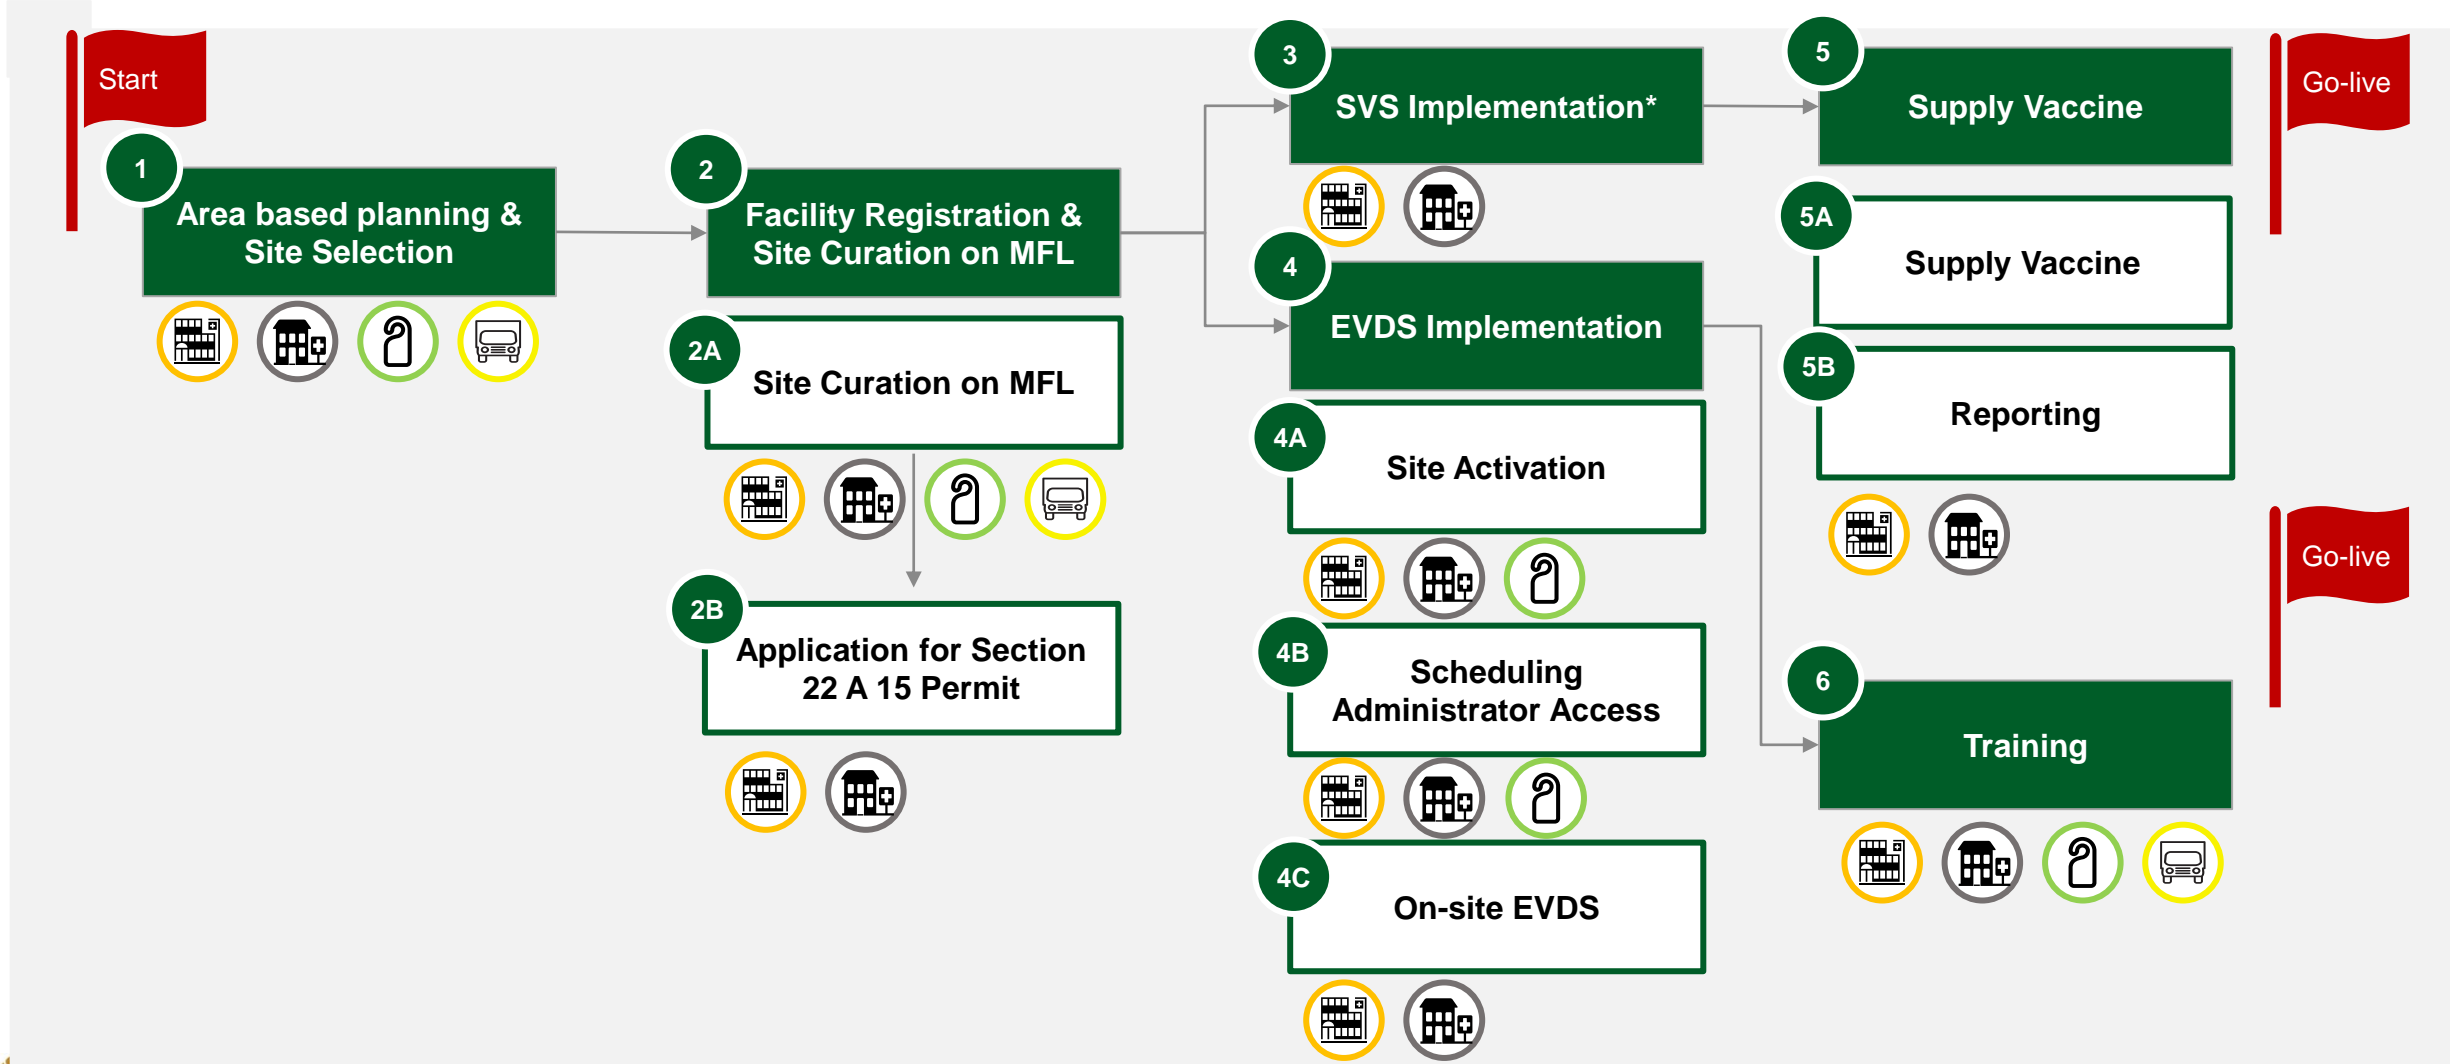 Start
1
Area based planning &
Site Selection
2
Facility Registration &
Site Curation on MFL
2A
Site Curation on MFL
2B
Application for Section
22 A 15 Permit
3
SVS Implementation*
4
EVDS Implementation
4A
Site Activation
4B
Scheduling
Administrator Access
4C
On-site EVDS
5
Supply Vaccine
5A
Supply Vaccine
5B
Reporting
6
Training
Go-live
Go-live